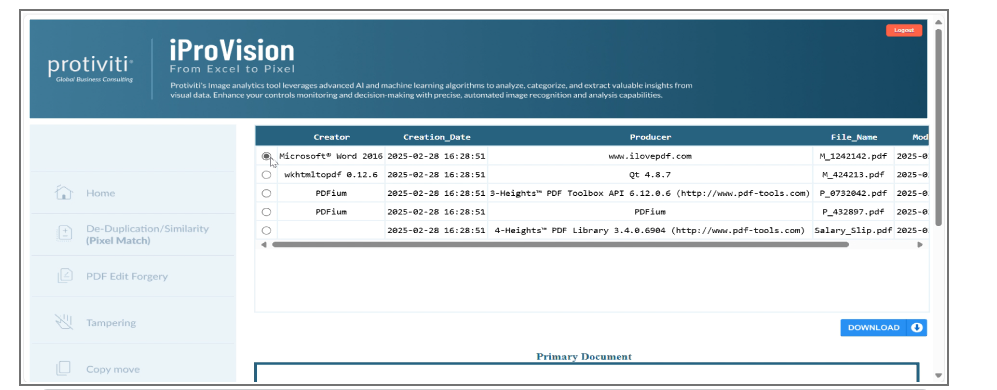 Logout
protiviti®
Global Business Consulting
iProVision
From Excel to Pixel
Protiviti's Image analytics tool leverages advanced AI and machine learning algorithms to analyze, categorize, and extract valuable insights from
visual data. Enhance your controls monitoring and decision-making with precise, automated image recognition and analysis capabilities.
Home
De-Duplication/Similarity
(Pixel Match)
PDF Edit Forgery
Tampering
Copy move
Creator Creation_Date Producer File_Name Mod
Microsoft® Word 2016 2025-02-28 16:28:51 www.ilovepdf.com M_1242142.pdf 2025-0
wkhtmltopdf 0.12.6 2025-02-28 16:28:51 Qt 4.8.7 M_424213.pdf 2025-0
PDFium 2025-02-28 16:28:51 3-Heights™ PDF Toolbox API 6.12.0.6 (http://www.pdf-tools.com) P_0732042.pdf 2025-0
PDFium 2025-02-28 16:28:51 PDFium P_432897.pdf 2025-0
2025-02-28 16:28:51 4-Heights™ PDF Library 3.4.0.6904 (http://www.pdf-tools.com) Salary_Slip.pdf 2025-0
DOWNLOAD
Primary Document